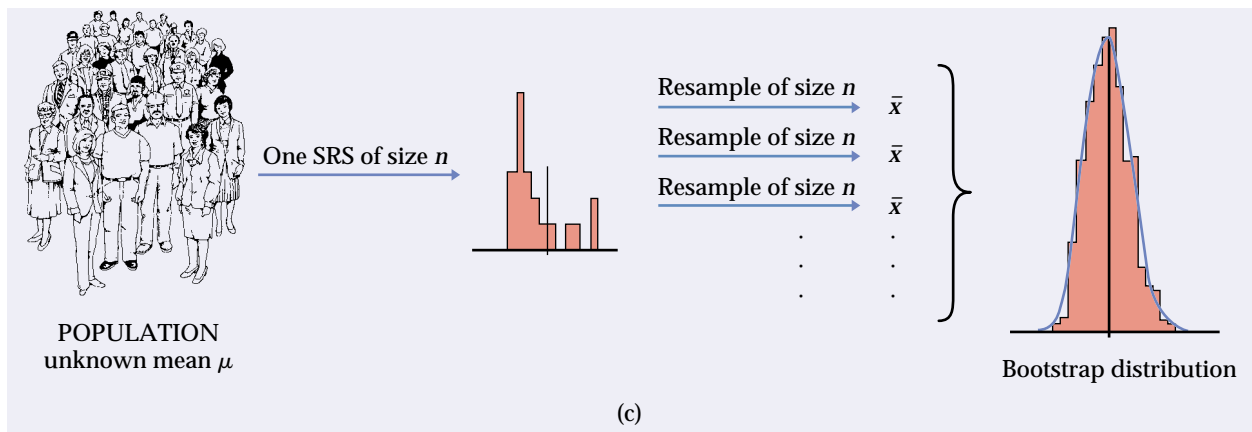 POPULATION
unknown mean μ
One SRS of size n
Resample of size n
x̄
Resample of size n
x̄
Resample of size n
x̄
Bootstrap distribution
(c)